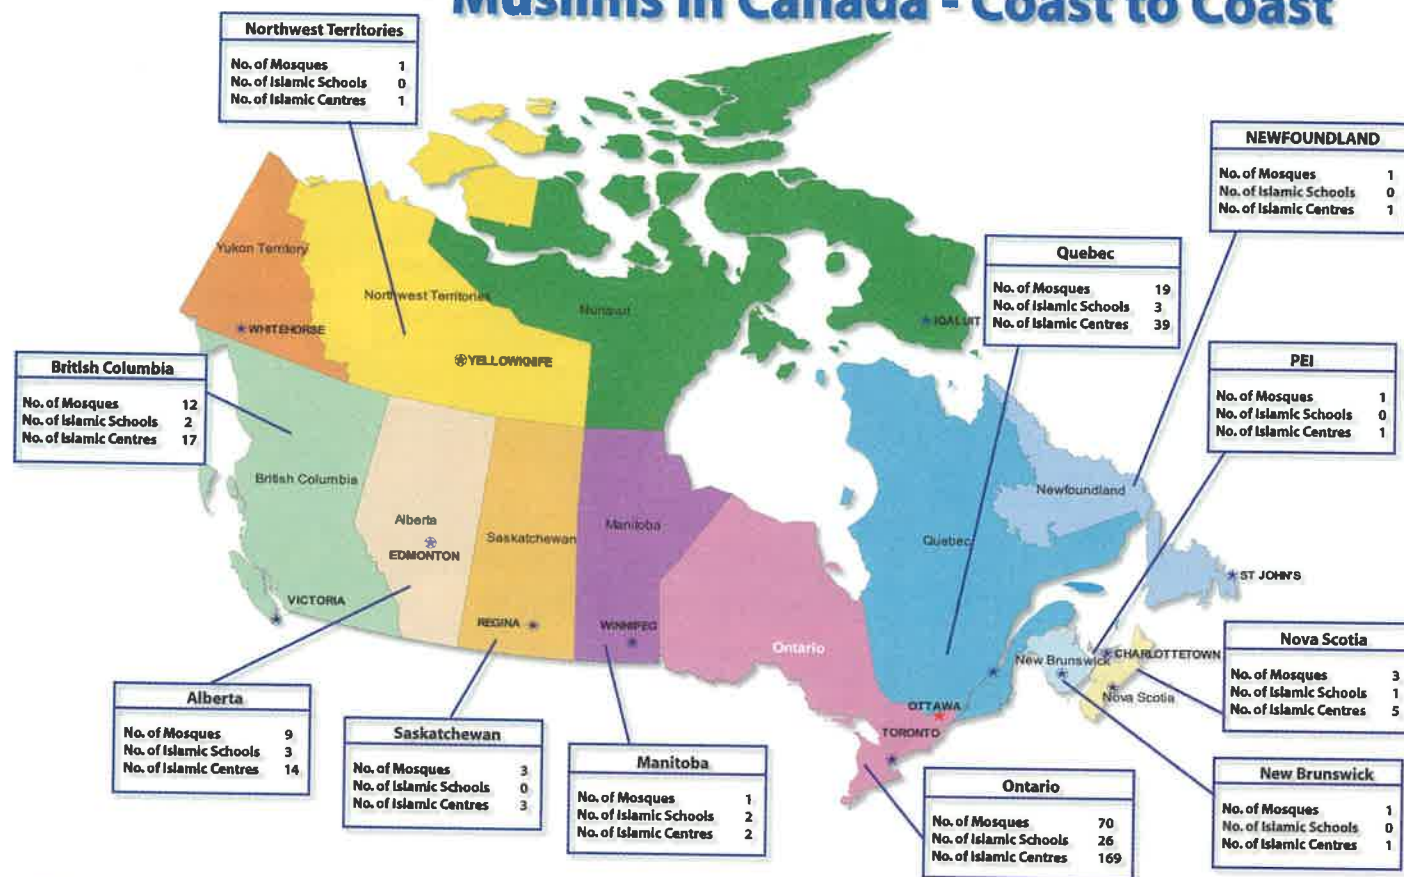 Muslims in Canada - Coast to Coast
Northwest Territories
No. of Mosques 1
No. of Islamic Schools 0
No. of Islamic Centres 1
NEWFOUNDLAND
No. of Mosques 1
No. of Islamic Schools 0
No. of Islamic Centres 1
Quebec
No. of Mosques 19
No. of Islamic Schools 3
No. of Islamic Centres 39
PEI
No. of Mosques 1
No. of Islamic Schools 0
No. of Islamic Centres 1
British Columbia
No. of Mosques 12
No. of Islamic Schools 2
No. of Islamic Centres 17
Yukon Territory
WHITEHORSE
Northwest Territories
YELLOWKNIFE
Nunavut
IQALUIT
British Columbia
VICTORIA
Alberta
EDMONTON
Saskatchewan
REGINA
Manitoba
WINNIPEG
Ontario
OTTAWA
TORONTO
Quebec
Newfoundland
ST JOHN'S
New Brunswick
CHARLOTTETOWN
Nova Scotia
Nova Scotia
No. of Mosques 3
No. of Islamic Schools 1
No. of Islamic Centres 5
Alberta
No. of Mosques 9
No. of Islamic Schools 3
No. of Islamic Centres 14
Saskatchewan
No. of Mosques 3
No. of Islamic Schools 0
No. of Islamic Centres 3
Manitoba
No. of Mosques 1
No. of Islamic Schools 2
No. of Islamic Centres 2
Ontario
No. of Mosques 70
No. of Islamic Schools 26
No. of Islamic Centres 169
New Brunswick
No. of Mosques 1
No. of Islamic Schools 0
No. of Islamic Centres 1